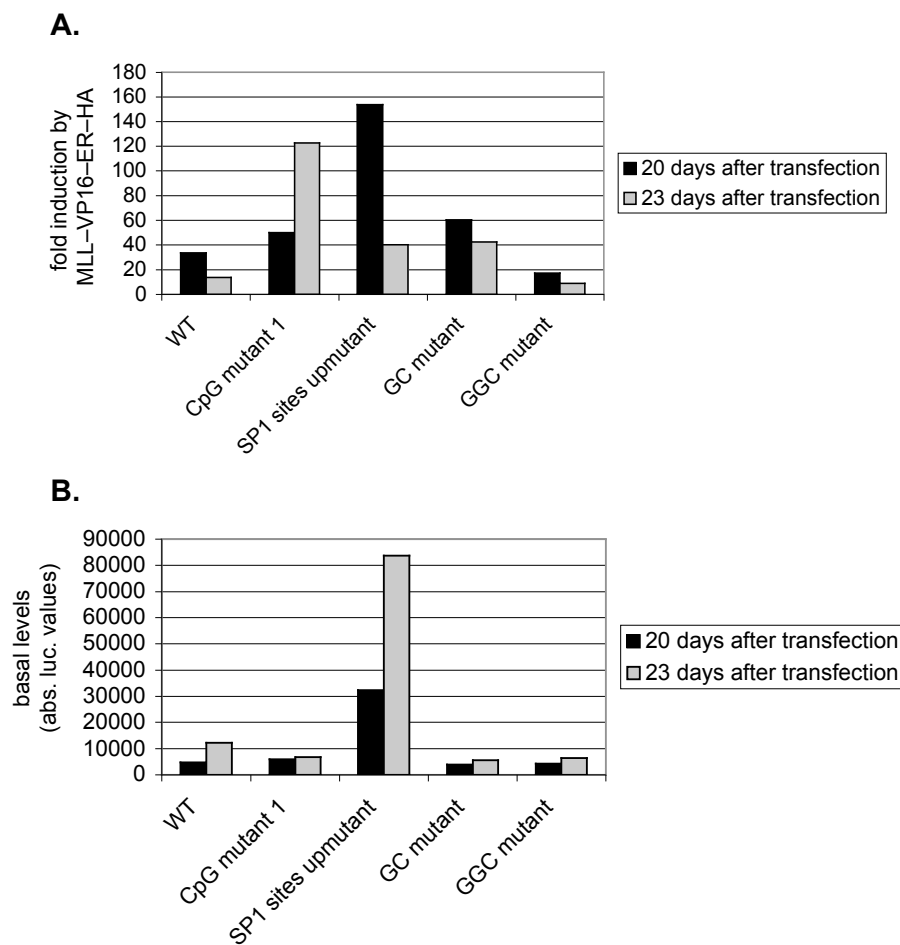 A.
fold induction by
MLL–VP16–ER–HA
180
160
140
120
100
80
60
40
20
0
WT
CpG mutant 1
SP1 sites upmutant
GC mutant
GGC mutant
20 days after transfection
23 days after transfection
B.
basal levels
(abs. luc. values)
90000
80000
70000
60000
50000
40000
30000
20000
10000
0
WT
CpG mutant 1
SP1 sites upmutant
GC mutant
GGC mutant
20 days after transfection
23 days after transfection